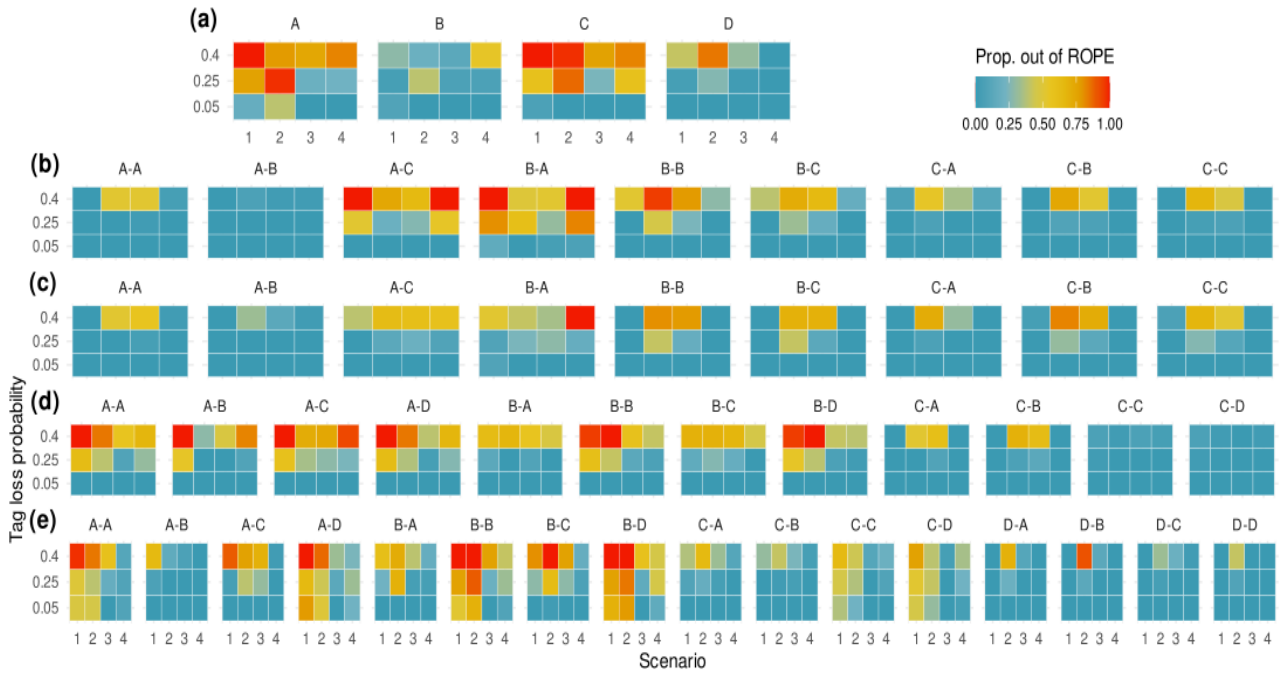 (a)
A B C D
Prop. out of ROPE
0.00 0.25 0.50 0.75 1.00
0.4
0.25
0.05
1 2 3 4 1 2 3 4 1 2 3 4 1 2 3 4
(b)
A-A A-B A-C B-A B-B B-C C-A C-B C-C
0.4
0.25
0.05
(c)
A-A A-B A-C B-A B-B B-C C-A C-B C-C
0.4
0.25
0.05
(d)
A-A A-B A-C A-D B-A B-B B-C B-D C-A C-B C-C C-D
0.4
0.25
0.05
Tag loss probability
(e)
A-A A-B A-C A-D B-A B-B B-C B-D C-A C-B C-C C-D D-A D-B D-C D-D
0.4
0.25
0.05
1 2 3 4 1 2 3 4 1 2 3 4 1 2 3 4 1 2 3 4 1 2 3 4 1 2 3 4 1 2 3 4 1 2 3 4 1 2 3 4 1 2 3 4 1 2 3 4 1 2 3 4 1 2 3 4 1 2 3 4 1 2 3 4
Scenario